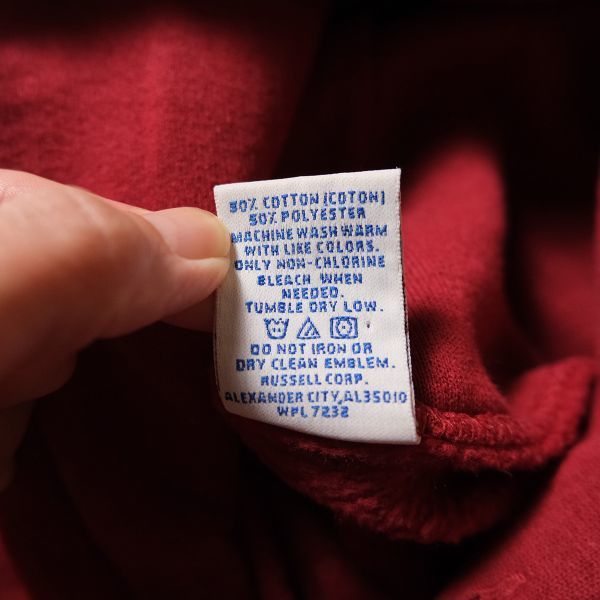 50% COTTON [COTON]
50% POLYESTER
MACHINE WASH WARM
WITH LIKE COLORS.
ONLY NON-CHLORINE
BLEACH WHEN
NEEDED.
TUMBLE DRY LOW.
DO NOT IRON OR
DRY CLEAN EMBLEM.
RUSSELL CORP.
ALEXANDER CITY, AL35010
WPL 7232